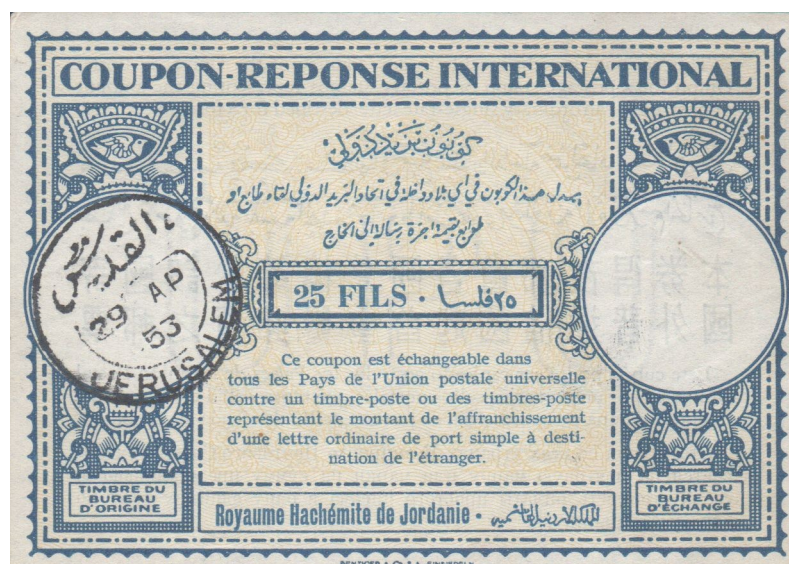 COUPON-REPONSE INTERNATIONAL
كوبون بريد دولي
يبدل هذا الكوبون في أي بلاد داخلة في اتحاد البريد الدولي لقاء طابع او
طوابع بقيمة اجرة رسالة الى الخارج
القدس
29 AP
53
JERUSALEM
25 FILS · ٢٥ فلسا
Ce coupon est échangeable dans
tous les Pays de l'Union postale universelle
contre un timbre-poste ou des timbres-poste
représentant le montant de l'affranchissement
d'une lettre ordinaire de port simple à desti-
nation de l'étranger.
TIMBRE DU
BUREAU
D'ORIGINE
Royaume Hachémite de Jordanie · المملكة الاردنية الهاشمية
TIMBRE DU
BUREAU
D'ÉCHANGE